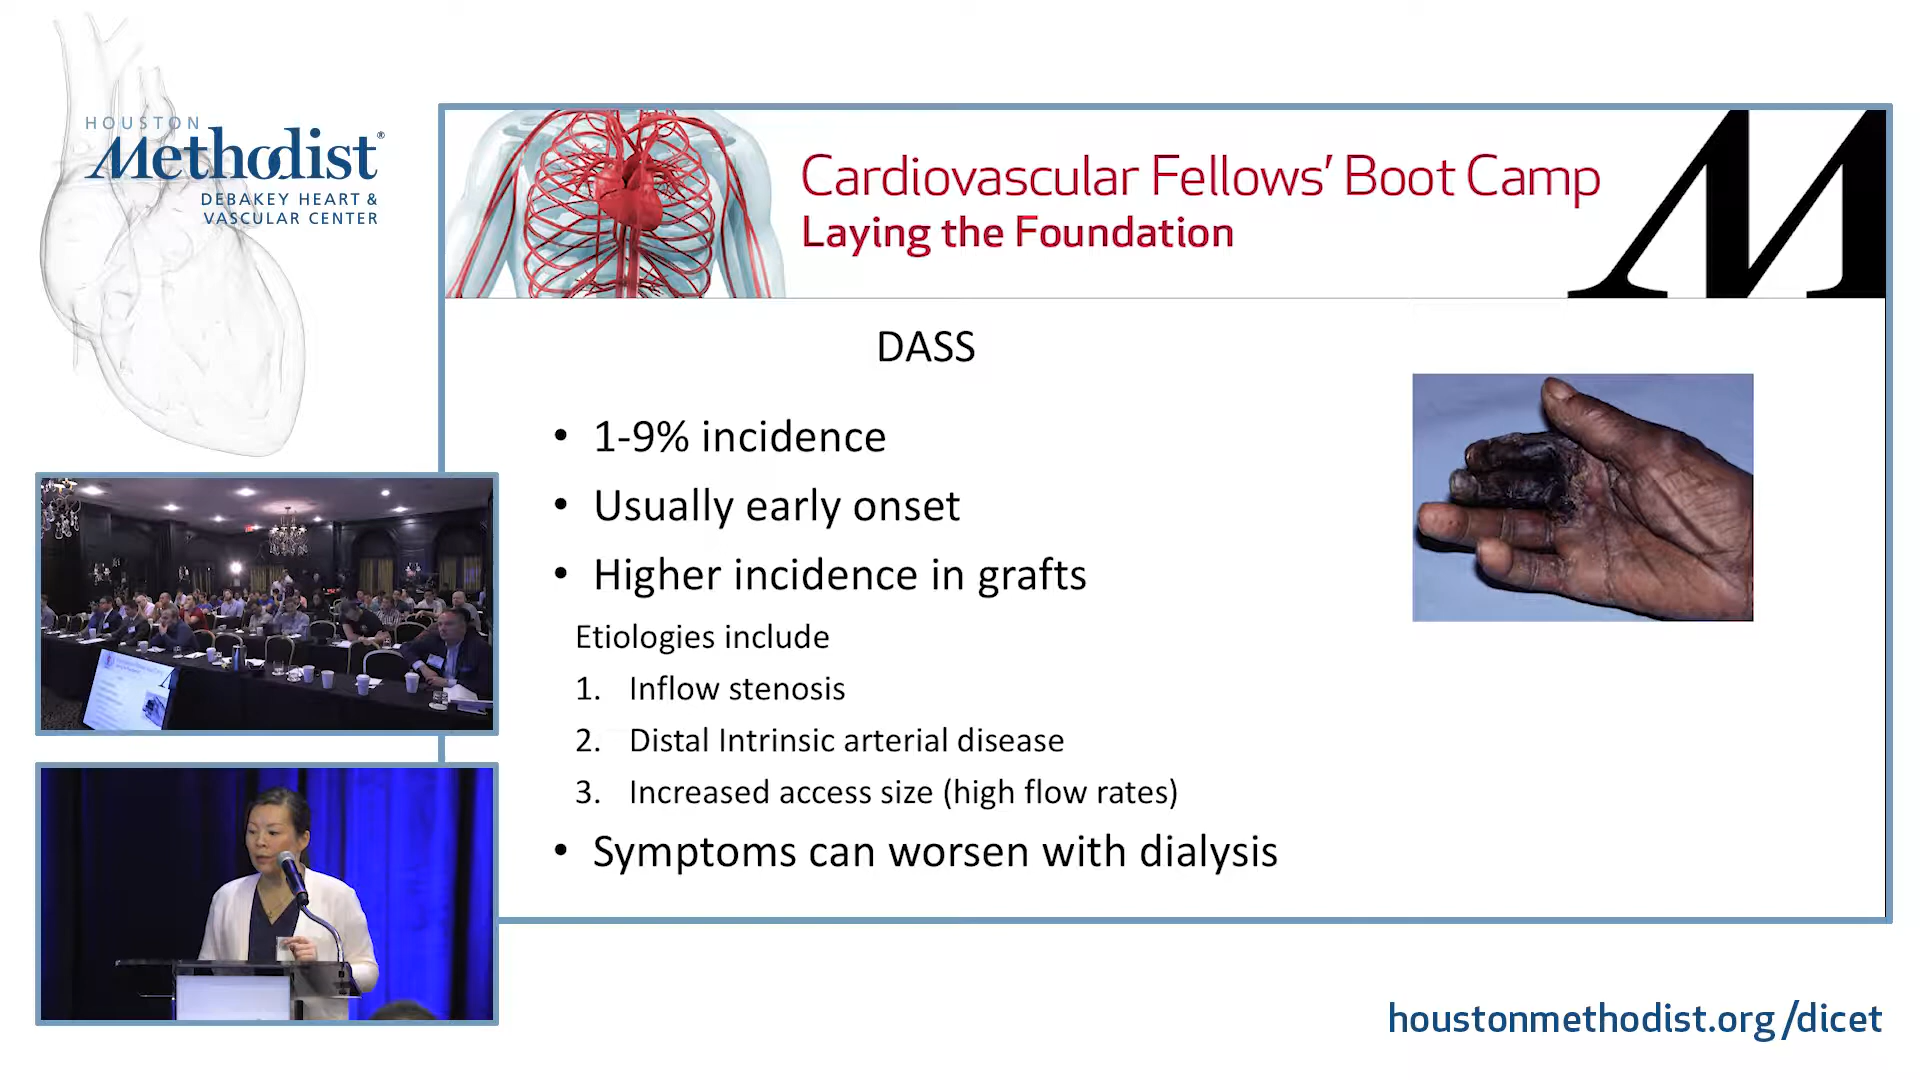 HOUSTON
Methodist®
DEBAKEY HEART &
VASCULAR CENTER
Cardiovascular Fellows’ Boot Camp
Laying the Foundation
M
DASS
• 1-9% incidence
• Usually early onset
• Higher incidence in grafts
Etiologies include
1. Inflow stenosis
2. Distal Intrinsic arterial disease
3. Increased access size (high flow rates)
• Symptoms can worsen with dialysis
houstonmethodist.org/dicet